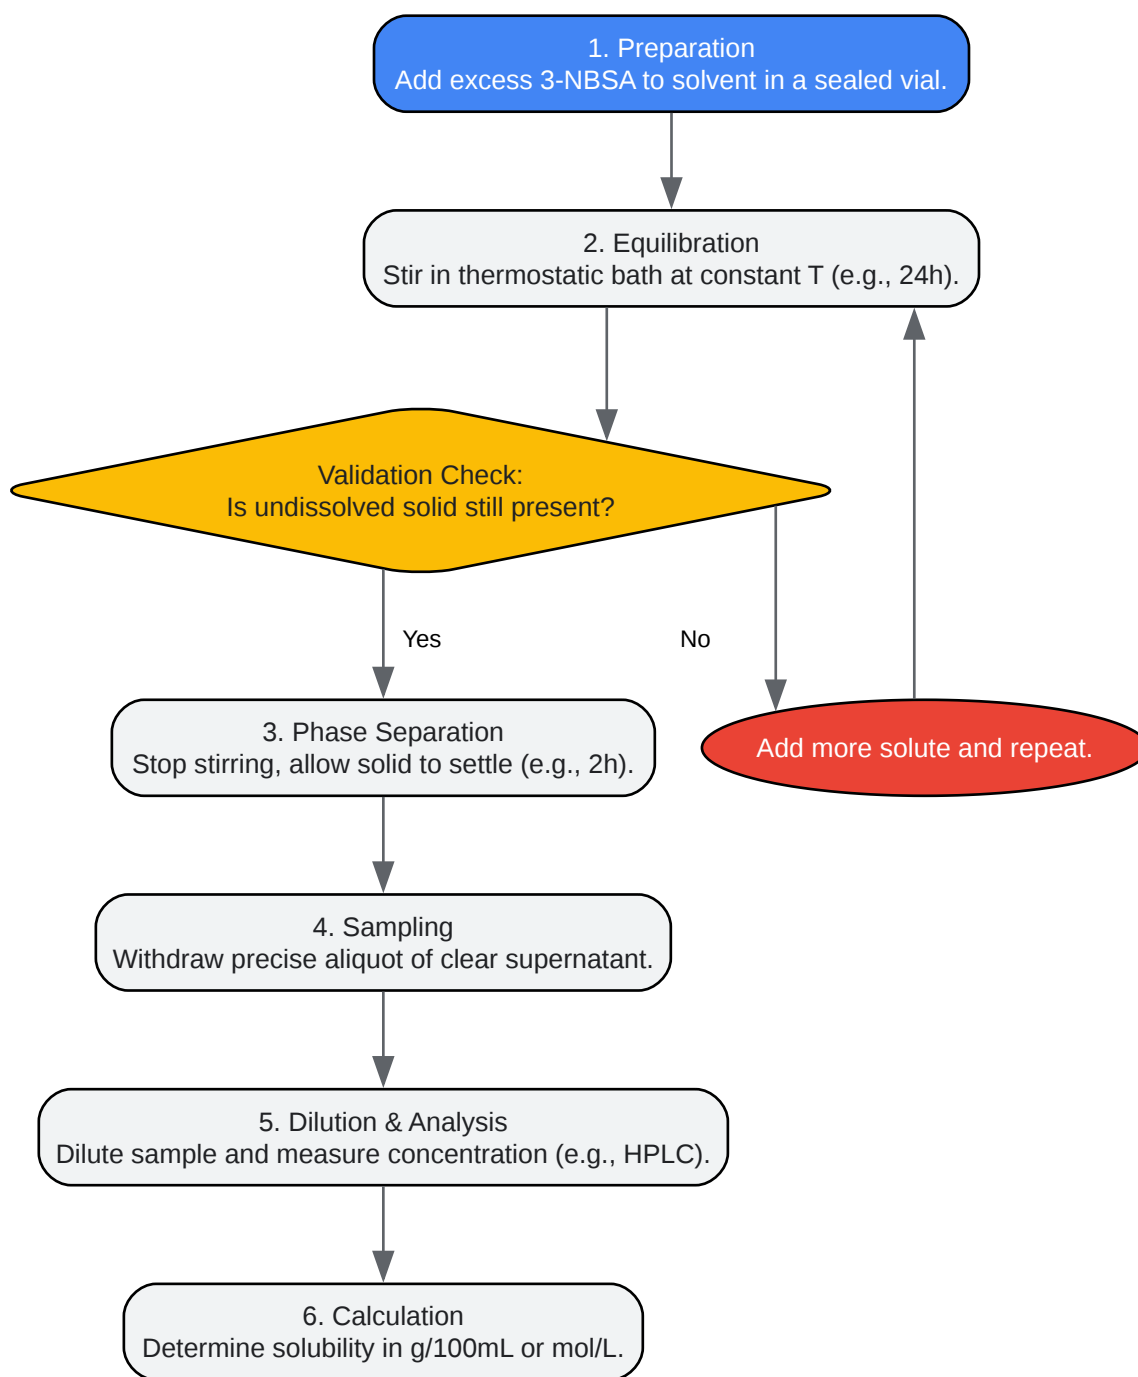 1. Preparation
Add excess 3-NBSA to solvent in a sealed vial.
2. Equilibration
Stir in thermostatic bath at constant T (e.g., 24h).
Validation Check:
Is undissolved solid still present?
Yes
No
3. Phase Separation
Stop stirring, allow solid to settle (e.g., 2h).
Add more solute and repeat.
4. Sampling
Withdraw precise aliquot of clear supernatant.
5. Dilution & Analysis
Dilute sample and measure concentration (e.g., HPLC).
6. Calculation
Determine solubility in g/100mL or mol/L.